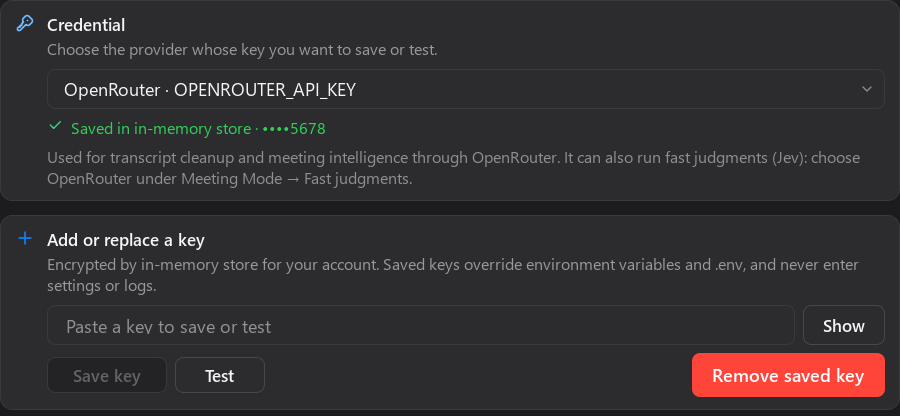 Credential
Choose the provider whose key you want to save or test.
OpenRouter · OPENROUTER_API_KEY
Saved in in-memory store · ••••5678
Used for transcript cleanup and meeting intelligence through OpenRouter. It can also run fast judgments (Jev): choose
OpenRouter under Meeting Mode → Fast judgments.
Add or replace a key
Encrypted by in-memory store for your account. Saved keys override environment variables and .env, and never enter
settings or logs.
Paste a key to save or test
Show
Save key
Test
Remove saved key